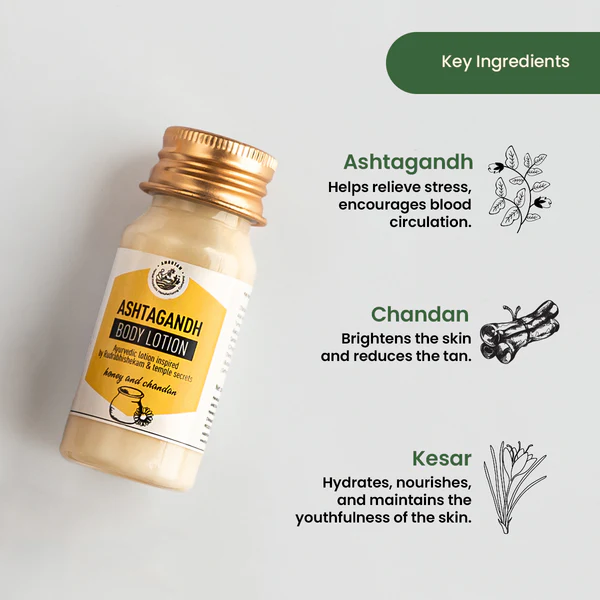 Key Ingredients
Ashtagandh
Helps relieve stress,
encourages blood
circulation.
Chandan
Brightens the skin
and reduces the tan.
Kesar
Hydrates, nourishes,
and maintains the
youthfulness of the skin.
ASHTAGANDH
BODY LOTION
Ayurvedic lotion inspired
by Rudrabbishekam & temple secrets
honey and chandan